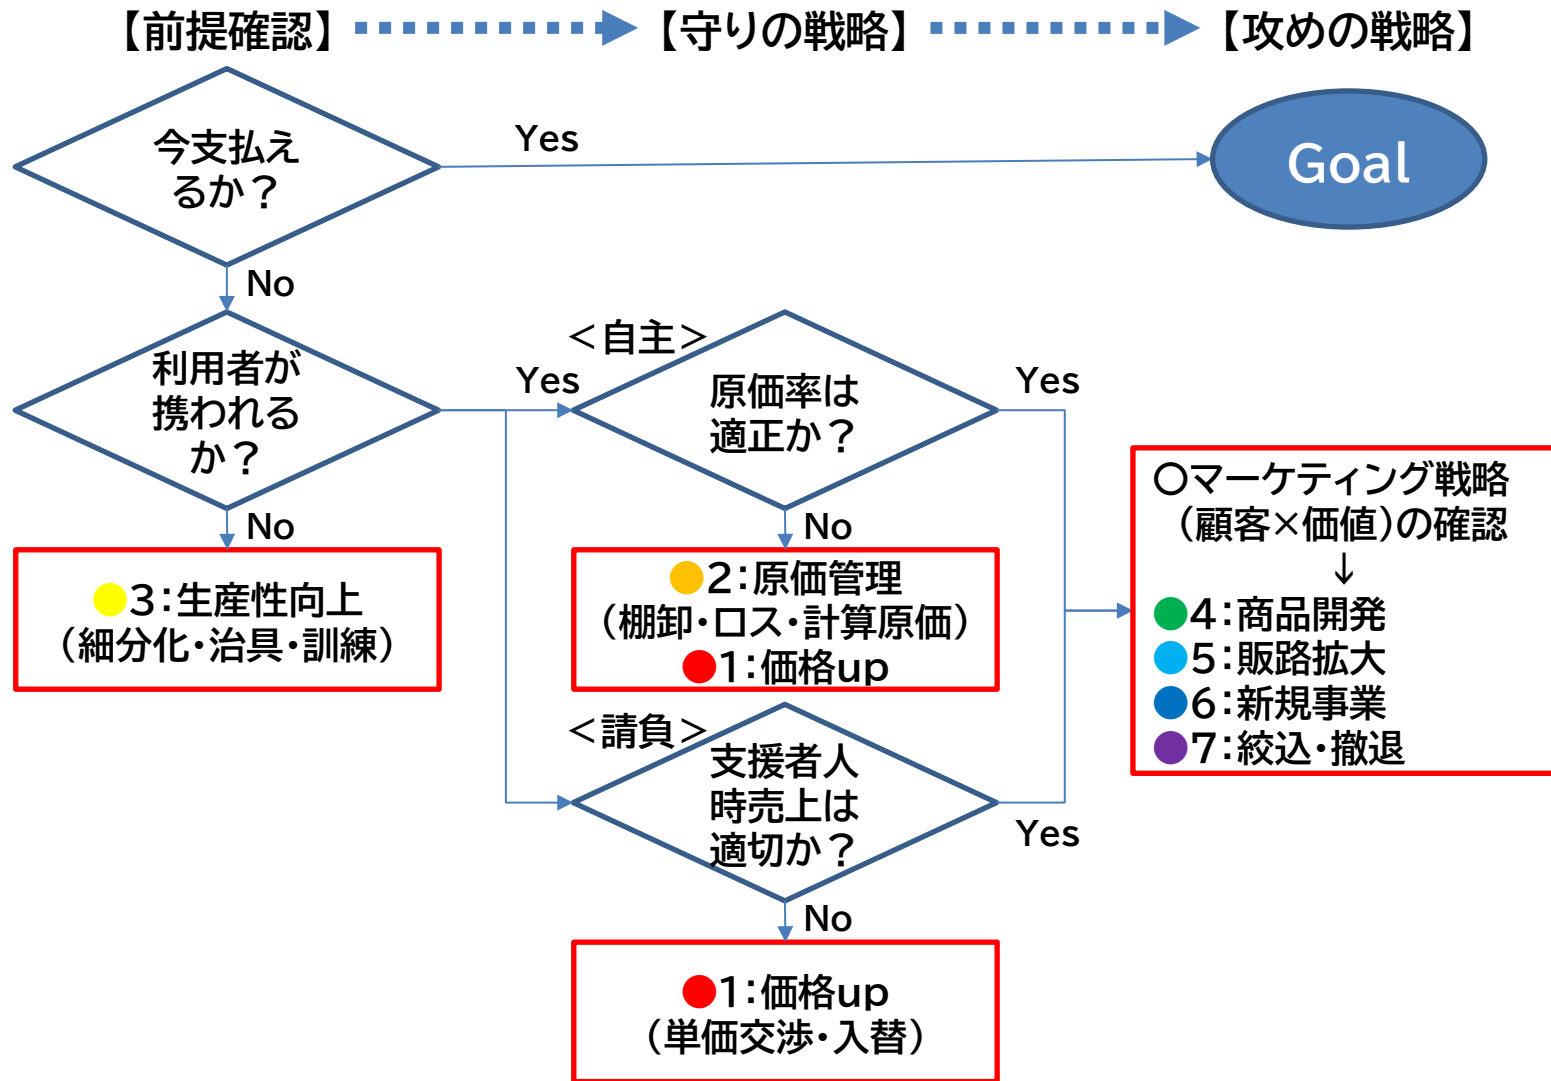 【前提確認】
【守りの戦略】
【攻めの戦略】
今支払え
るか？
Yes
Goal
No
利用者が
携われる
か？
Yes
＜自主＞
原価率は
適正か？
Yes
No
●3：生産性向上
（細分化・治具・訓練）
No
●2：原価管理
（棚卸・ロス・計算原価）
●1：価格up
＜請負＞
支援者人
時売上は
適切か？
Yes
No
●1：価格up
（単価交渉・入替）
〇マーケティング戦略
（顧客×価値）の確認
↓
●4：商品開発
●5：販路拡大
●6：新規事業
●7：絞込・撤退